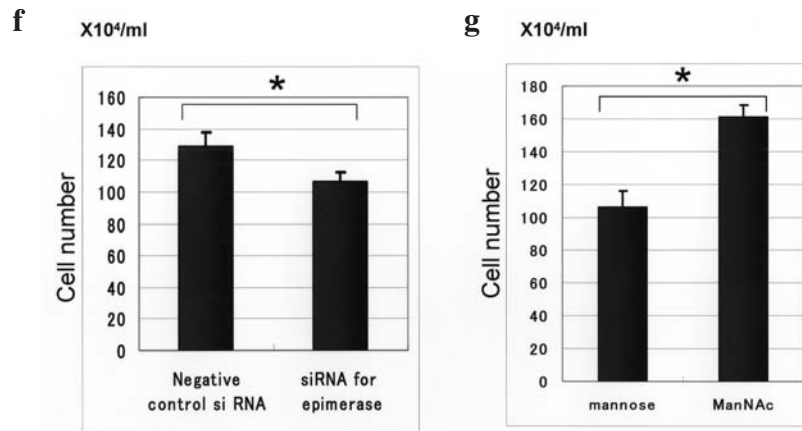 f
X10⁴/ml
*
160
140
120
100
80
60
40
20
0
Cell number
Negative control si RNA
siRNA for epimerase
g
X10⁴/ml
*
180
160
140
120
100
80
60
40
20
0
Cell number
mannose
ManNAc